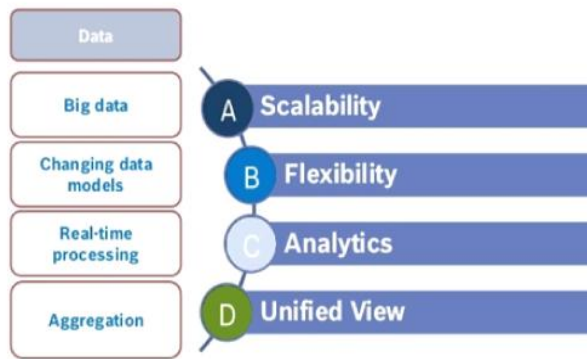 Data
Big data
A Scalability
Changing data
models
B Flexibility
Real-time
processing
C Analytics
Aggregation
D Unified View